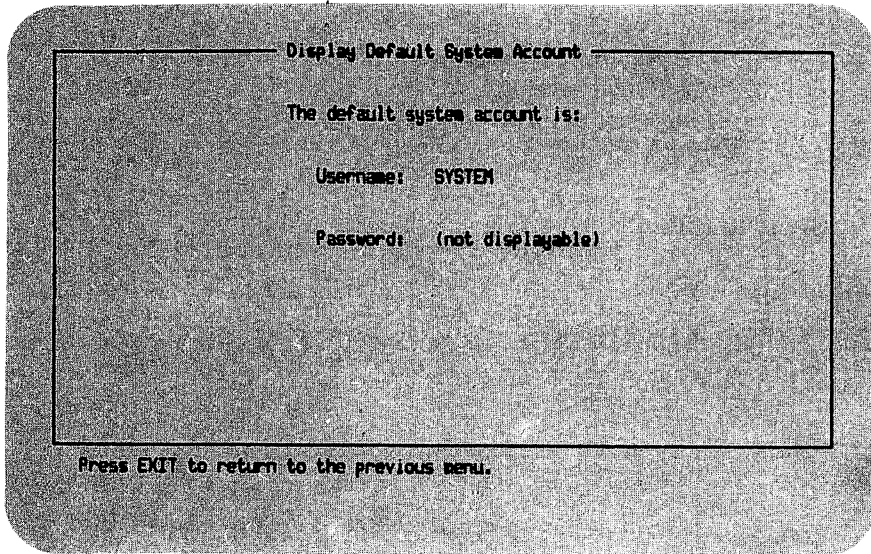 Display Default System Account
The default system account is:
Username: SYSTEM
Password: (not displayable)
Press EXIT to return to the previous menu.